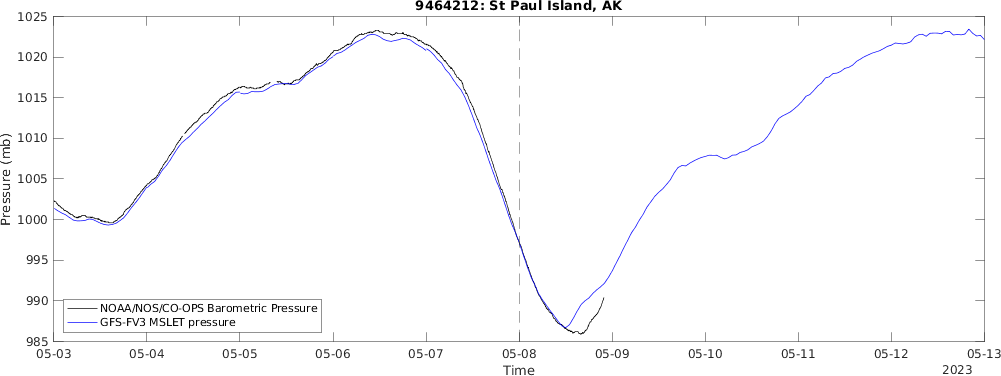 9464212: St Paul Island, AK
Pressure (mb)
1025
1020
1015
1010
1005
1000
995
990
985
NOAA/NOS/CO-OPS Barometric Pressure
GFS-FV3 MSLET pressure
05-03 05-04 05-05 05-06 05-07 05-08 05-09 05-10 05-11 05-12 05-13
Time
2023